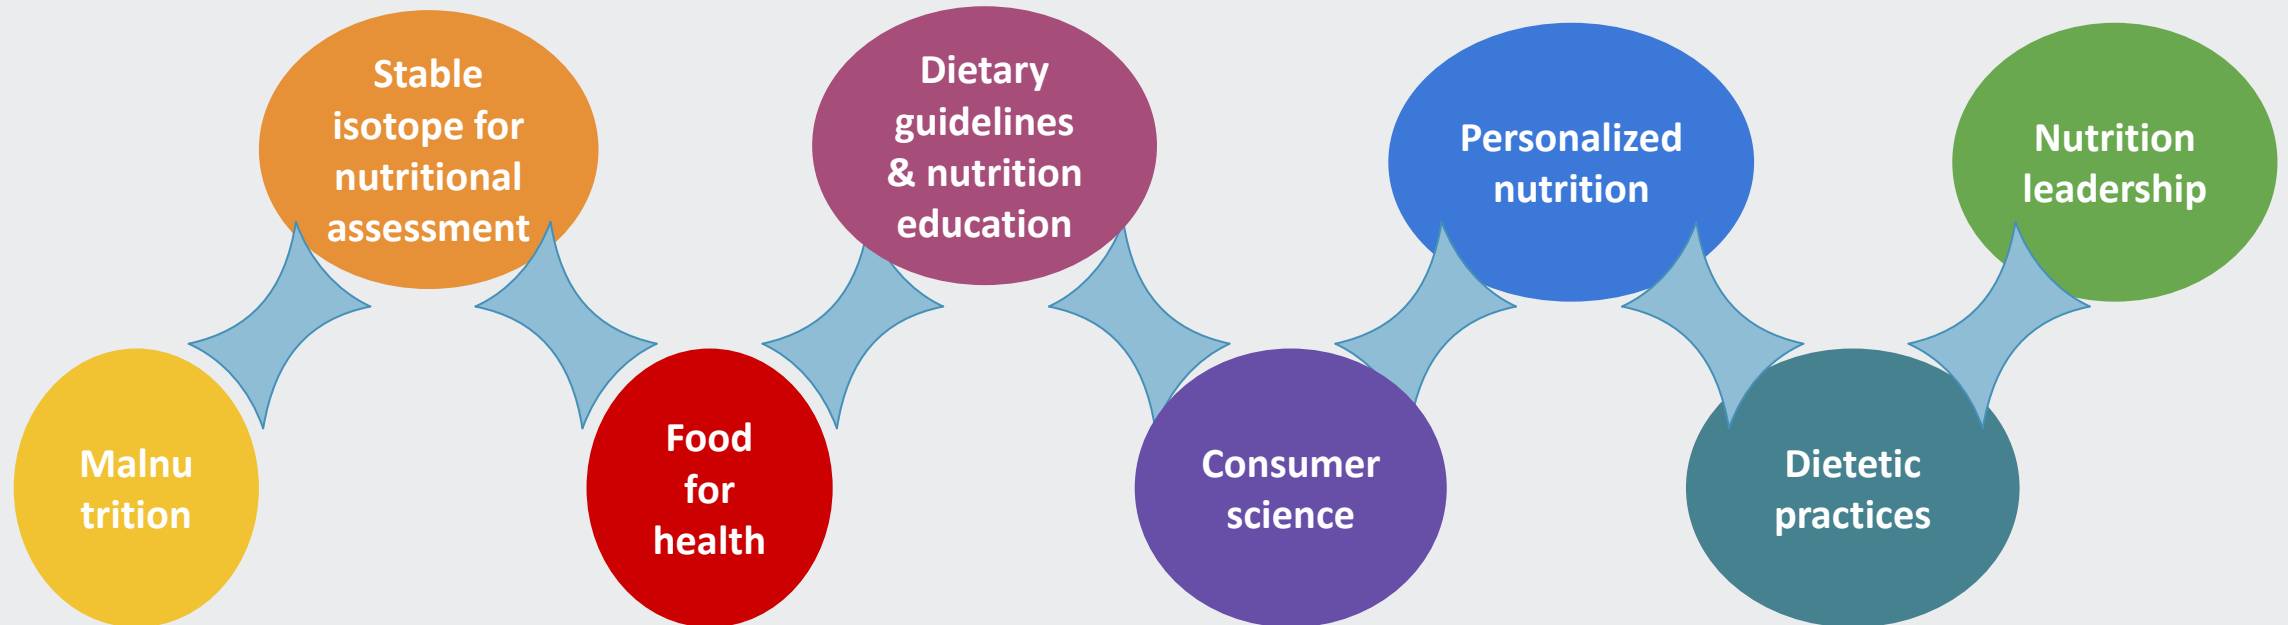 Stable
isotope for
nutritional
assessment
Dietary
guidelines
& nutrition
education
Personalized
nutrition
Nutrition
leadership
Malnu
trition
Food
for
health
Consumer
science
Dietetic
practices